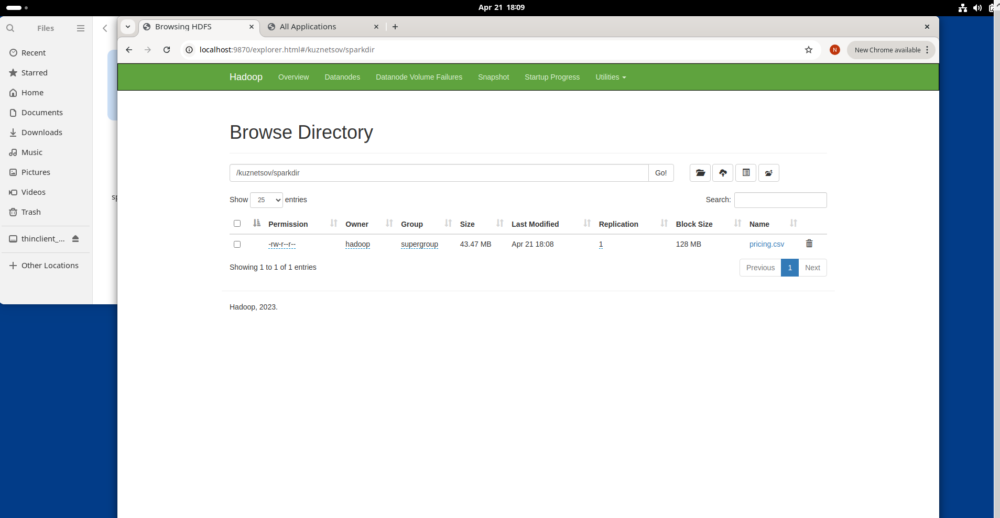 Apr 21 18:09
Files
Recent
Starred
Home
Documents
Downloads
Music
Pictures
Videos
Trash
thinclient_...
Other Locations
sp
Browsing HDFS
All Applications
localhost:9870/explorer.html#/kuznetsov/sparkdir
N
New Chrome available
Hadoop Overview Datanodes Datanode Volume Failures Snapshot Startup Progress Utilities
Browse Directory
/kuznetsov/sparkdir Go!
Show 25 entries Search:
Permission Owner Group Size Last Modified Replication Block Size Name
-rw-r--r-- hadoop supergroup 43.47 MB Apr 21 18:08 1 128 MB pricing.csv
Showing 1 to 1 of 1 entries Previous 1 Next
Hadoop, 2023.